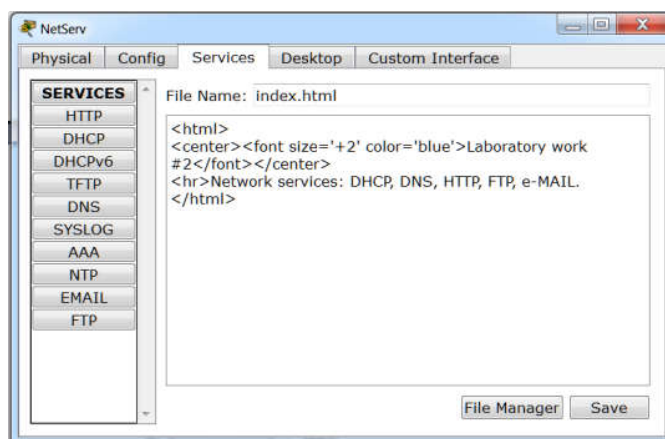 NetServ
Physical Config Services Desktop Custom Interface
SERVICES
HTTP
DHCP
DHCPv6
TFTP
DNS
SYSLOG
AAA
NTP
EMAIL
FTP
File Name: index.html
<html>
<center><font size='+2' color='blue'>Laboratory work
#2</font></center>
<hr>Network services: DHCP, DNS, HTTP, FTP, e-MAIL.
</html>
File Manager Save